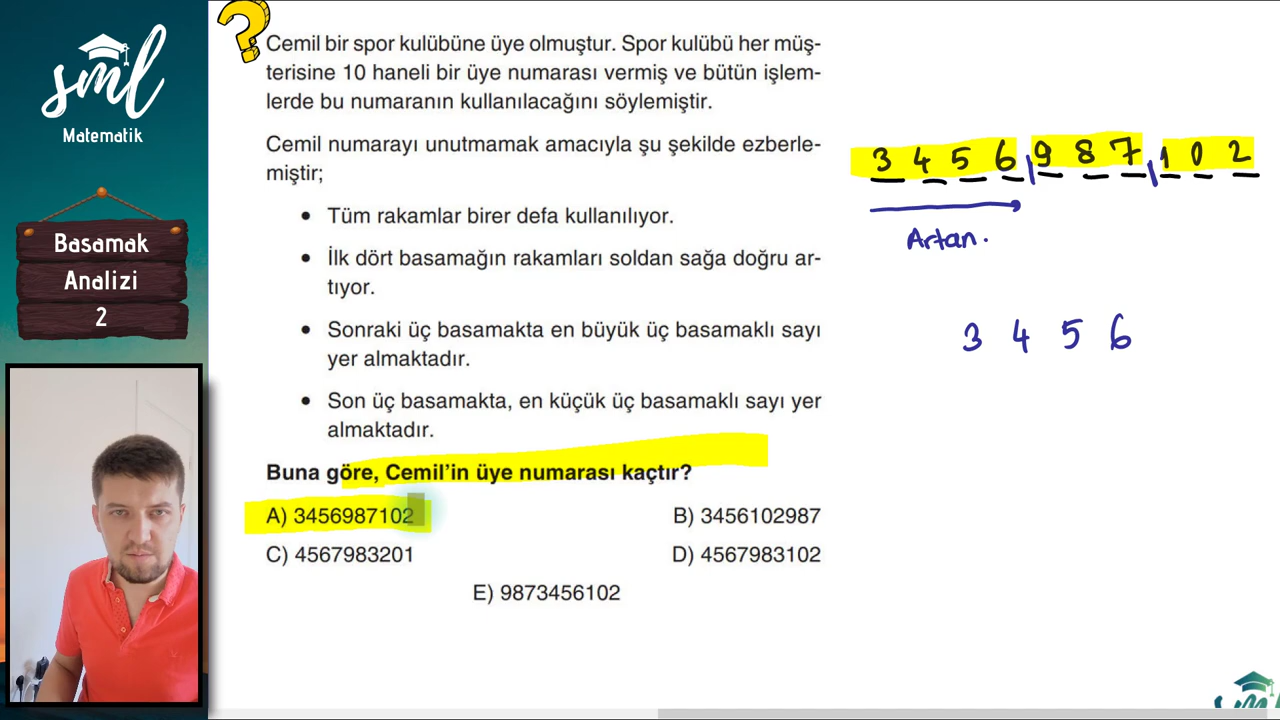 sml
Matematik
Basamak
Analizi
2
Cemil bir spor kulübüne üye olmuştur. Spor kulübü her müş-
terisine 10 haneli bir üye numarası vermiş ve bütün işlem-
lerde bu numaranın kullanılacağını söylemiştir.
Cemil numarayı unutmamak amacıyla şu şekilde ezberle-
miştir;
• Tüm rakamlar birer defa kullanılıyor.
• İlk dört basamağın rakamları soldan sağa doğru ar-
tıyor.
• Sonraki üç basamakta en büyük üç basamaklı sayı
yer almaktadır.
• Son üç basamakta, en küçük üç basamaklı sayı yer
almaktadır.
Buna göre, Cemil'in üye numarası kaçtır?
A) 3456987102 B) 3456102987
C) 4567983201 D) 4567983102
E) 9873456102
3 4 5 6 9 8 7 1 0 2
Artan.
3 4 5 6